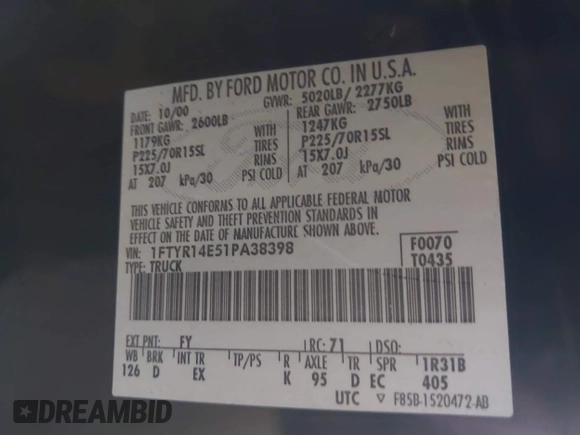 MFD. BY FORD MOTOR CO. IN U.S.A.
DATE: 10/00 GVWR: 5020LB/ 2277KG
FRONT GAWR: 2600LB REAR GAWR: 2750LB
1179KG WITH 1247KG WITH
P225/70R15SL TIRES P225/70R15SL TIRES
15X7.0J RIMS 15X7.0J RIMS
AT 207 kPa/30 PSI COLD AT 207 kPa/30 PSI COLD
THIS VEHICLE CONFORMS TO ALL APPLICABLE FEDERAL MOTOR
VEHICLE SAFETY AND THEFT PREVENTION STANDARDS IN
EFFECT ON THE DATE OF MANUFACTURE SHOWN ABOVE.
VIN: 1FTYR14E51PA38398 F0070
TYPE: TRUCK T0435
EXT PNT: FY RC: 71 DSO:
WB BRK INT TR TP/PS R AXLE TR SPR 1R31B
126 D EX K 95 D EC 405
UTC ▽ F85B-1520472-AB
DREAMBID